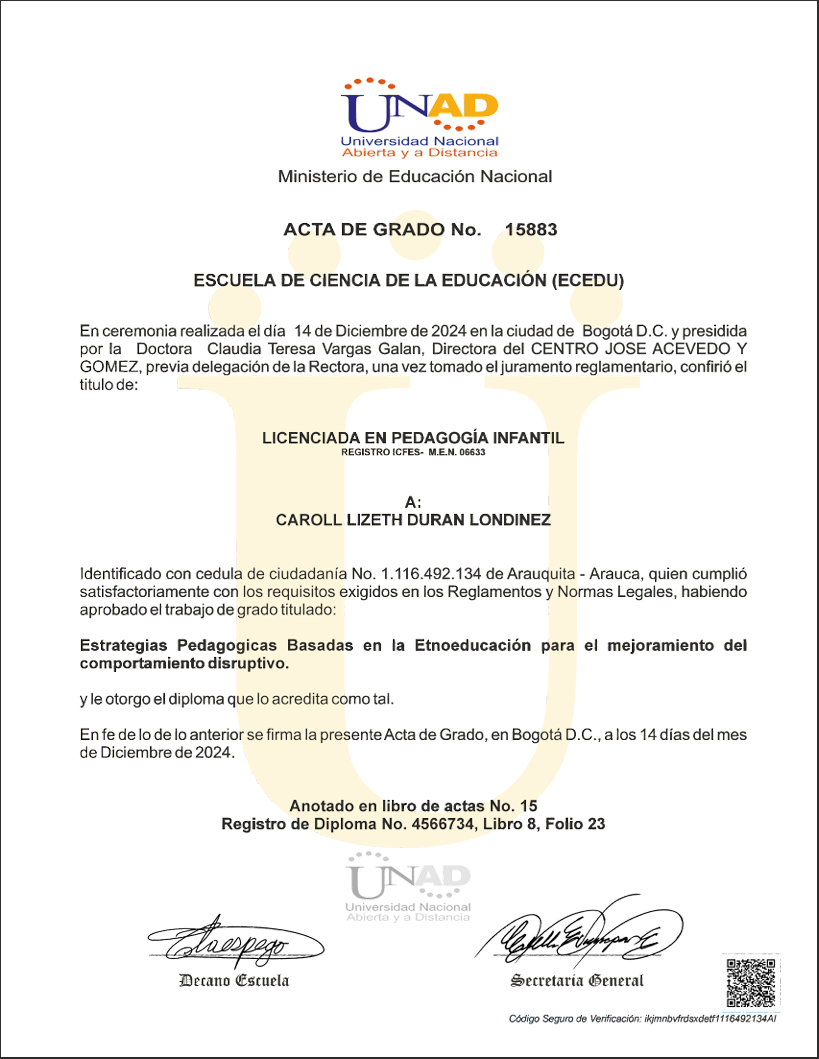 UNAD
Universidad Nacional
Abierta y a Distancia
Ministerio de Educación Nacional
ACTA DE GRADO No. 15883
ESCUELA DE CIENCIA DE LA EDUCACIÓN (ECEDU)
En ceremonia realizada el día 14 de Diciembre de 2024 en la ciudad de Bogotá D.C. y presidida
por la Doctora Claudia Teresa Vargas Galan, Directora del CENTRO JOSE ACEVEDO Y
GOMEZ, previa delegación de la Rectora, una vez tomado el juramento reglamentario, confirió el
titulo de:
LICENCIADA EN PEDAGOGÍA INFANTIL
REGISTRO ICFES- M.E.N. 06633
A:
CAROLL LIZETH DURAN LONDINEZ
Identificado con cedula de ciudadanía No. 1.116.492.134 de Arauquita - Arauca, quien cumplió
satisfactoriamente con los requisitos exigidos en los Reglamentos y Normas Legales, habiendo
aprobado el trabajo de grado titulado:
Estrategias Pedagogicas Basadas en la Etnoeducación para el mejoramiento del
comportamiento disruptivo.
y le otorgo el diploma que lo acredita como tal.
En fe de lo de lo anterior se firma la presente Acta de Grado, en Bogotá D.C., a los 14 días del mes
de Diciembre de 2024.
Anotado en libro de actas No. 15
Registro de Diploma No. 4566734, Libro 8, Folio 23
UNAD
Universidad Nacional
Abierta y a Distancia
Decano Escuela
Secretaria General
Código Seguro de Verificación: ikjmnbvfrdsxdetf1116492134AI